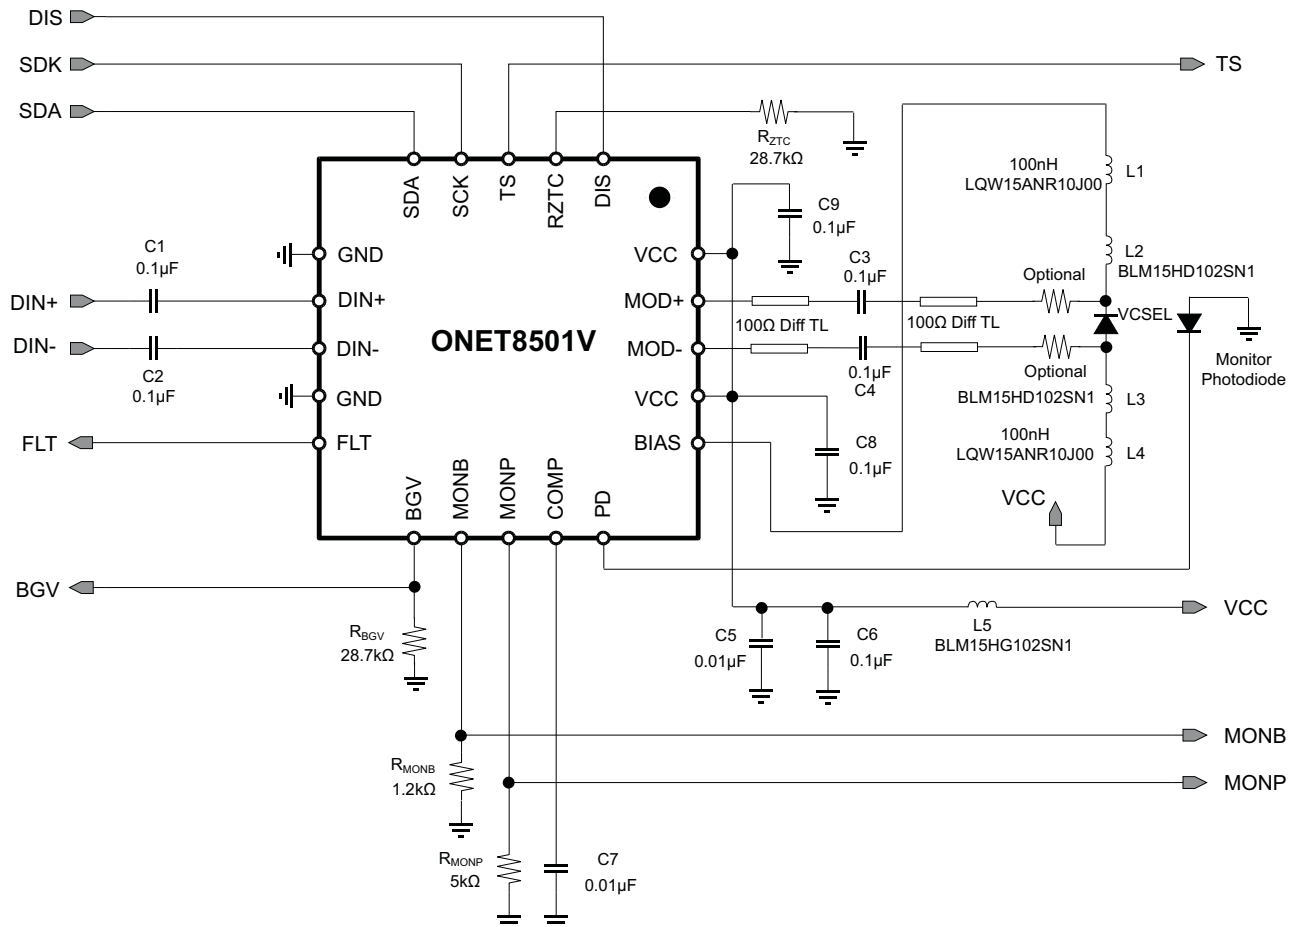 DIS
SDK
TS
SDA
R_ZTC
28.7kΩ
100nH
LQW15ANR10J00
L1
SDA
SCK
TS
RZTC
DIS
C9
0.1µF
C1
0.1µF
GND
VCC
C3
0.1µF
L2
BLM15HD102SN1
Optional
DIN+
DIN+
MOD+
VCSEL
100Ω Diff TL
100Ω Diff TL
ONET8501V
DIN-
DIN-
MOD-
Monitor
Photodiode
C2
0.1µF
0.1µF
C4
Optional
BLM15HD102SN1
L3
GND
VCC
100nH
LQW15ANR10J00
L4
FLT
FLT
BIAS
C8
0.1µF
VCC
BGV
MONB
MONP
COMP
PD
BGV
VCC
R_BGV
28.7kΩ
C5
0.01µF
C6
0.1µF
L5
BLM15HG102SN1
MONB
R_MONB
1.2kΩ
MONP
R_MONP
5kΩ
C7
0.01µF